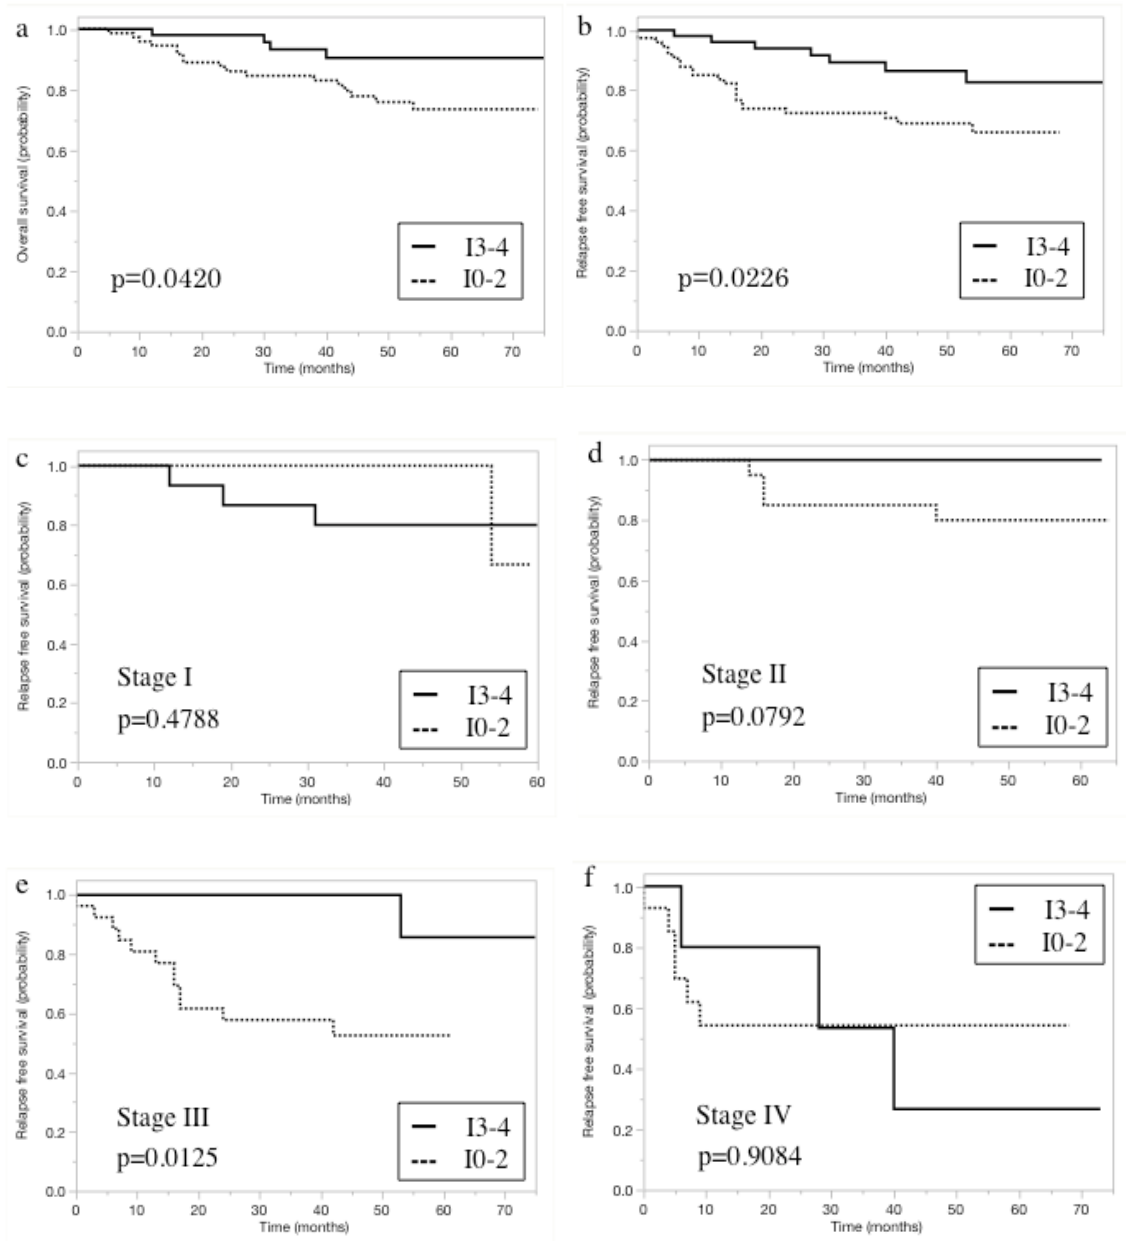 a
1.0
0.8
0.6
0.4
0.2
0.0
Overall survival (probability)
I3-4
I0-2
p=0.0420
0 10 20 30 40 50 60 70
Time (months)
b
1.0
0.8
0.6
0.4
0.2
0.0
Relapse free survival (probability)
I3-4
I0-2
p=0.0226
0 10 20 30 40 50 60 70
Time (months)
c
1.0
0.8
0.6
0.4
0.2
0.0
Relapse free survival (probability)
Stage I
p=0.4788
I3-4
I0-2
0 10 20 30 40 50 60
Time (months)
d
1.0
0.8
0.6
0.4
0.2
0.0
Relapse free survival (probability)
Stage II
p=0.0792
I3-4
I0-2
0 10 20 30 40 50 60
Time (months)
e
1.0
0.8
0.6
0.4
0.2
0.0
Relapse free survival (probability)
Stage III
p=0.0125
I3-4
I0-2
0 10 20 30 40 50 60 70
Time (months)
f
1.0
0.8
0.6
0.4
0.2
0.0
Relapse free survival (probability)
I3-4
I0-2
Stage IV
p=0.9084
0 10 20 30 40 50 60 70
Time (months)